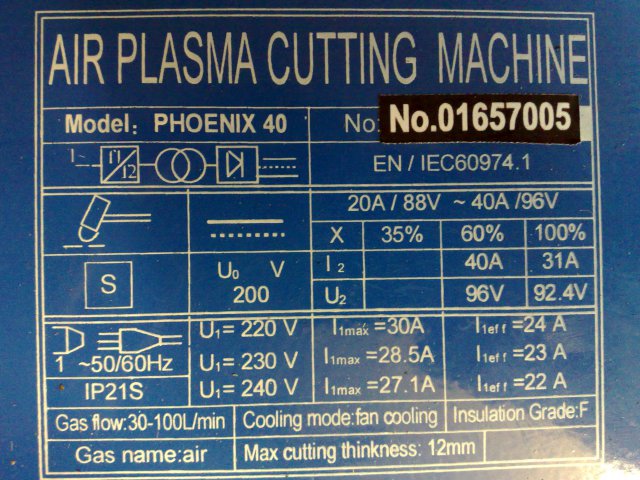 AIR PLASMA CUTTING MACHINE
Model: PHOENIX 40 No: No.01657005
1 f1 f2 EN / IEC60974.1
20A / 88V ~ 40A /96V
X 35% 60% 100%
S U₀ V I₂ 40A 31A
200 U₂ 96V 92.4V
U₁= 220 V I₁max =30A I₁eff =24 A
1 ~50/60Hz U₁= 230 V I₁max =28.5A I₁eff =23 A
IP21S U₁= 240 V I₁max =27.1A I₁eff =22 A
Gas flow:30-100L/min Cooling mode:fan cooling Insulation Grade:F
Gas name:air Max cutting thinkness: 12mm